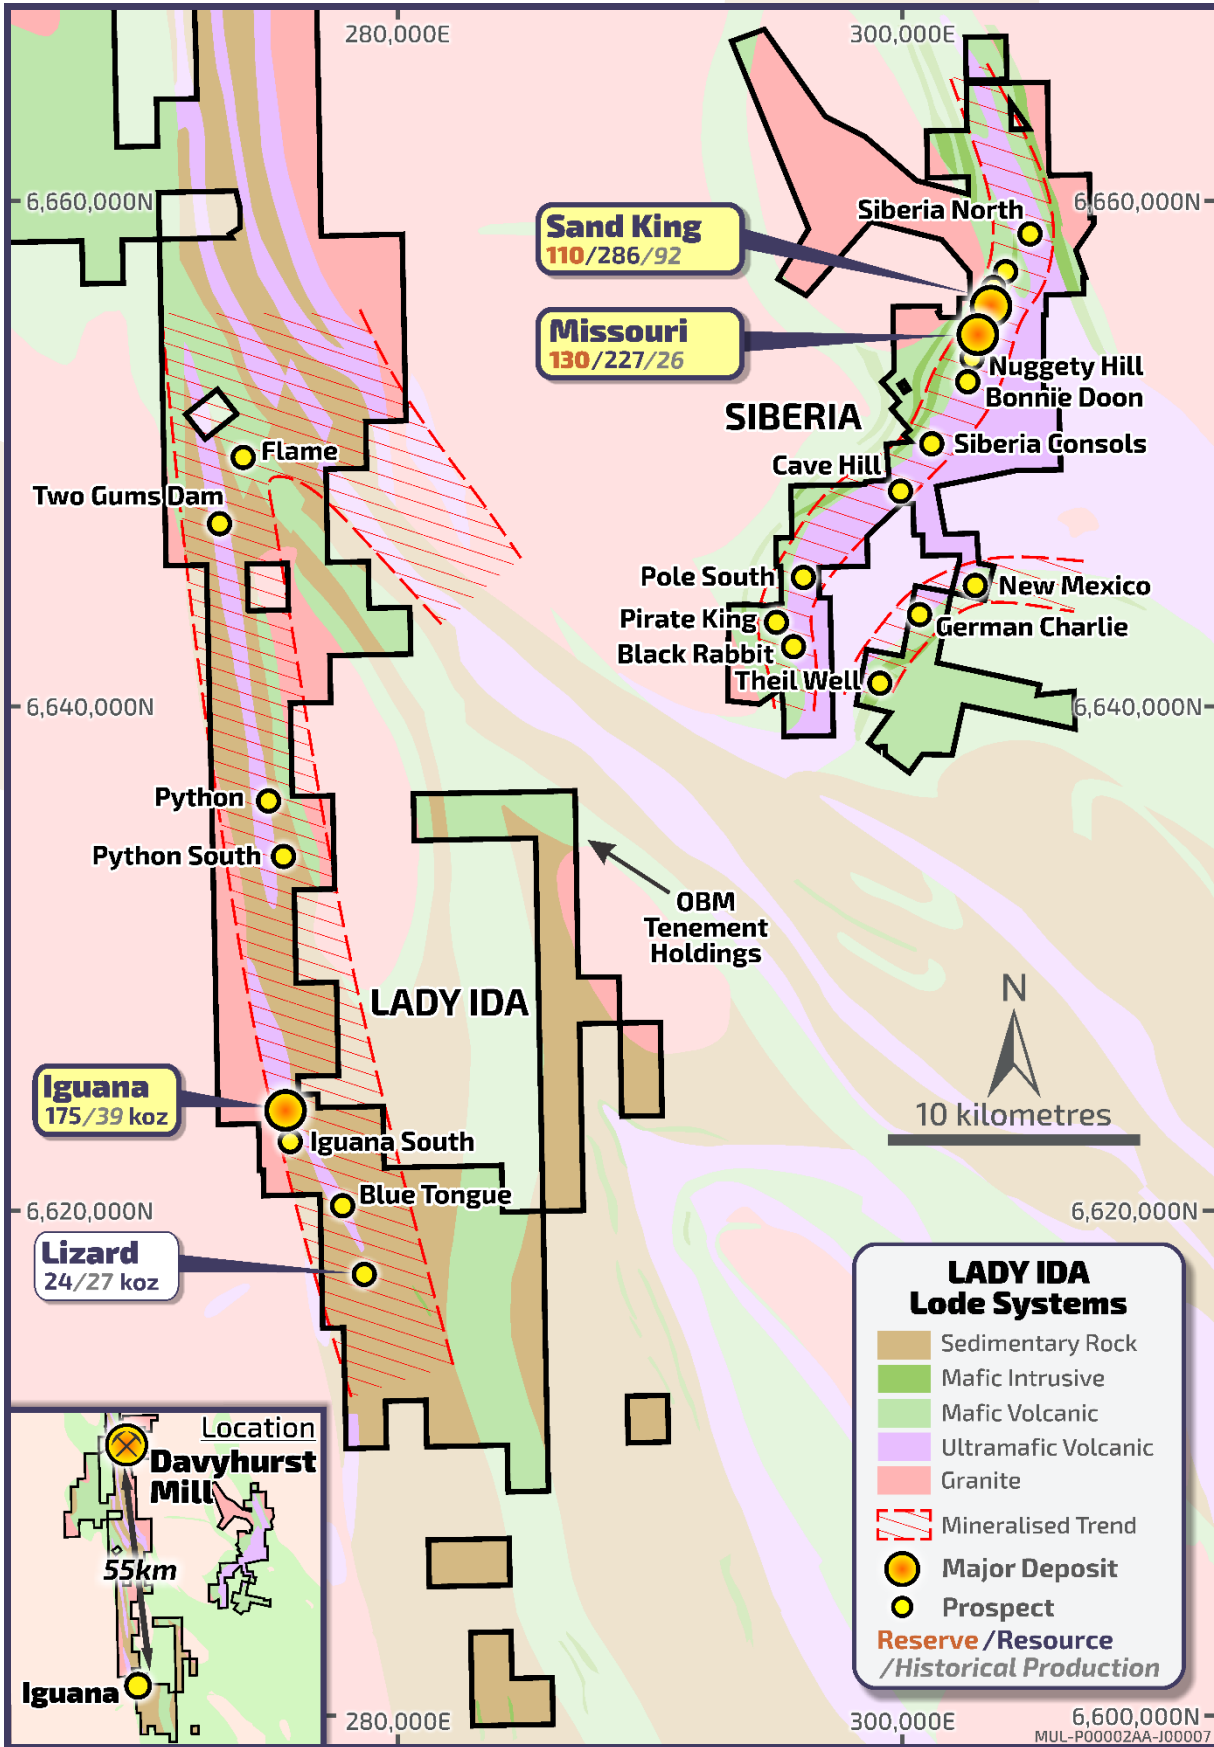 280,000E
300,000E
6,660,000N
6,660,000N
Siberia North
Sand King
110/286/92
Missouri
130/227/26
Nuggety Hill
Bonnie Doon
SIBERIA
Siberia Consols
Cave Hill
Flame
Two Gums Dam
Pole South
New Mexico
Pirate King
German Charlie
Black Rabbit
Theil Well
6,640,000N
6,640,000N
Python
Python South
OBM
Tenement
Holdings
LADY IDA
N
10 kilometres
Iguana
175/39 koz
Iguana South
Blue Tongue
6,620,000N
6,620,000N
Lizard
24/27 koz
LADY IDA
Lode Systems
Sedimentary Rock
Mafic Intrusive
Mafic Volcanic
Ultramafic Volcanic
Granite
Mineralised Trend
Major Deposit
Prospect
Reserve /Resource
/Historical Production
Location
Davyhurst
Mill
55km
Iguana
280,000E
300,000E
6,600,000N
MUL-P00002AA-J00007